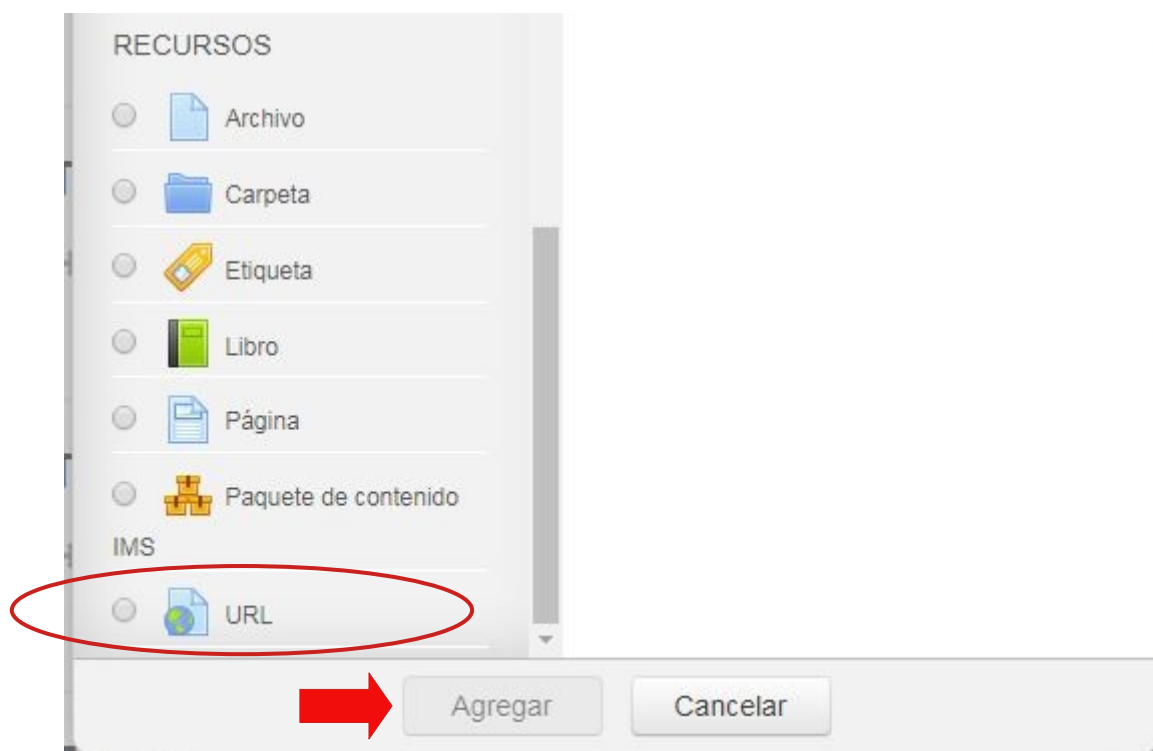 RECURSOS
Archivo
Carpeta
Etiqueta
Libro
Página
Paquete de contenido
IMS
URL
Agregar
Cancelar